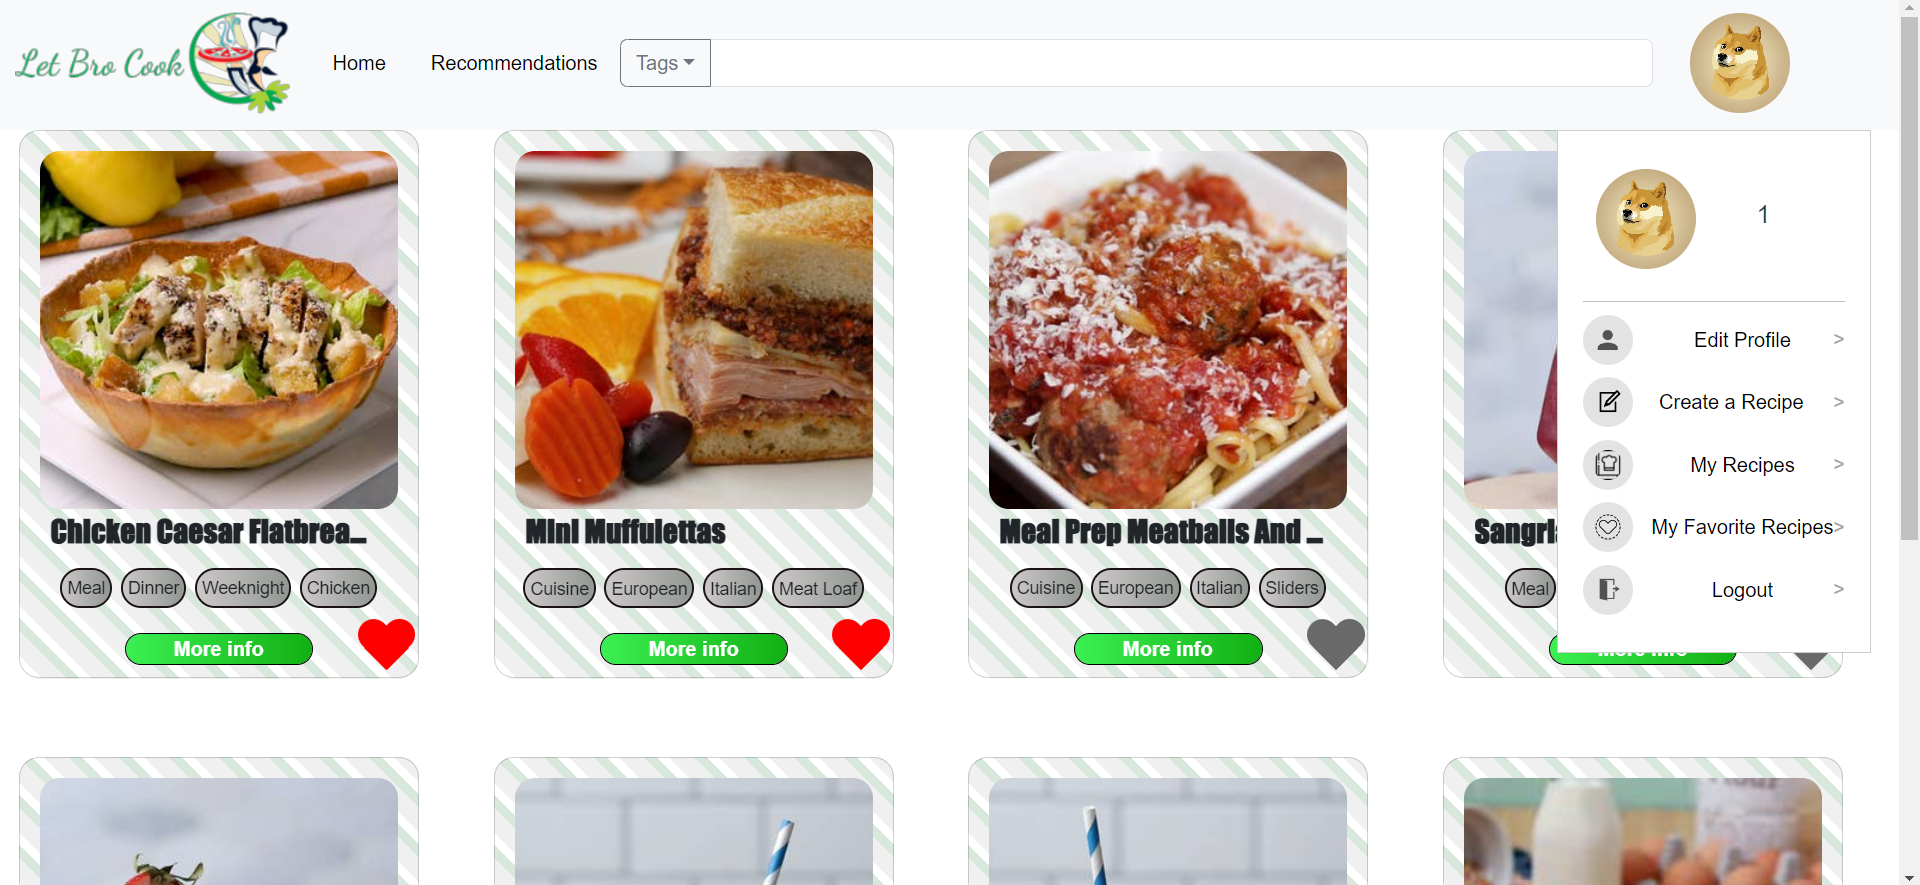 Let Bro Cook
Home
Recommendations
Tags
1
Edit Profile >
Create a Recipe >
My Recipes >
My Favorite Recipes>
Logout >
Chicken Caesar Flatbrea...
Meal Dinner Weeknight Chicken
More info
Mini Muffulettas
Cuisine European Italian Meat Loaf
More info
Meal Prep Meatballs And ...
Cuisine European Italian Sliders
More info
Meal